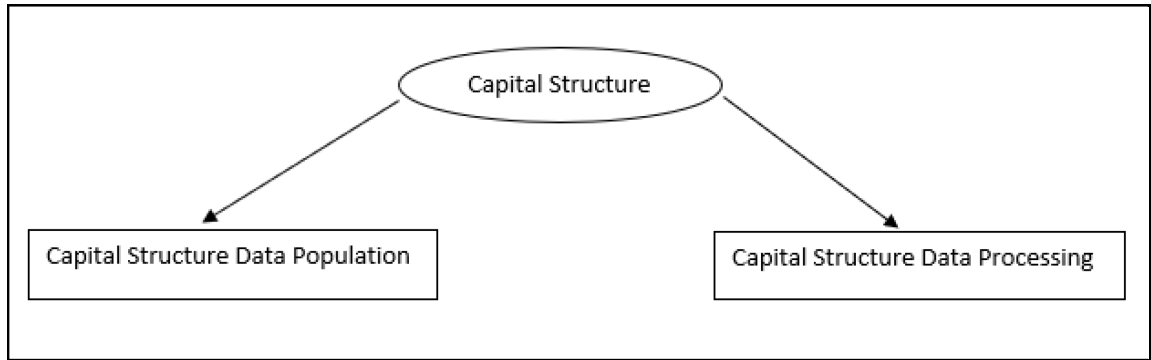 Capital Structure
Capital Structure Data Population
Capital Structure Data Processing